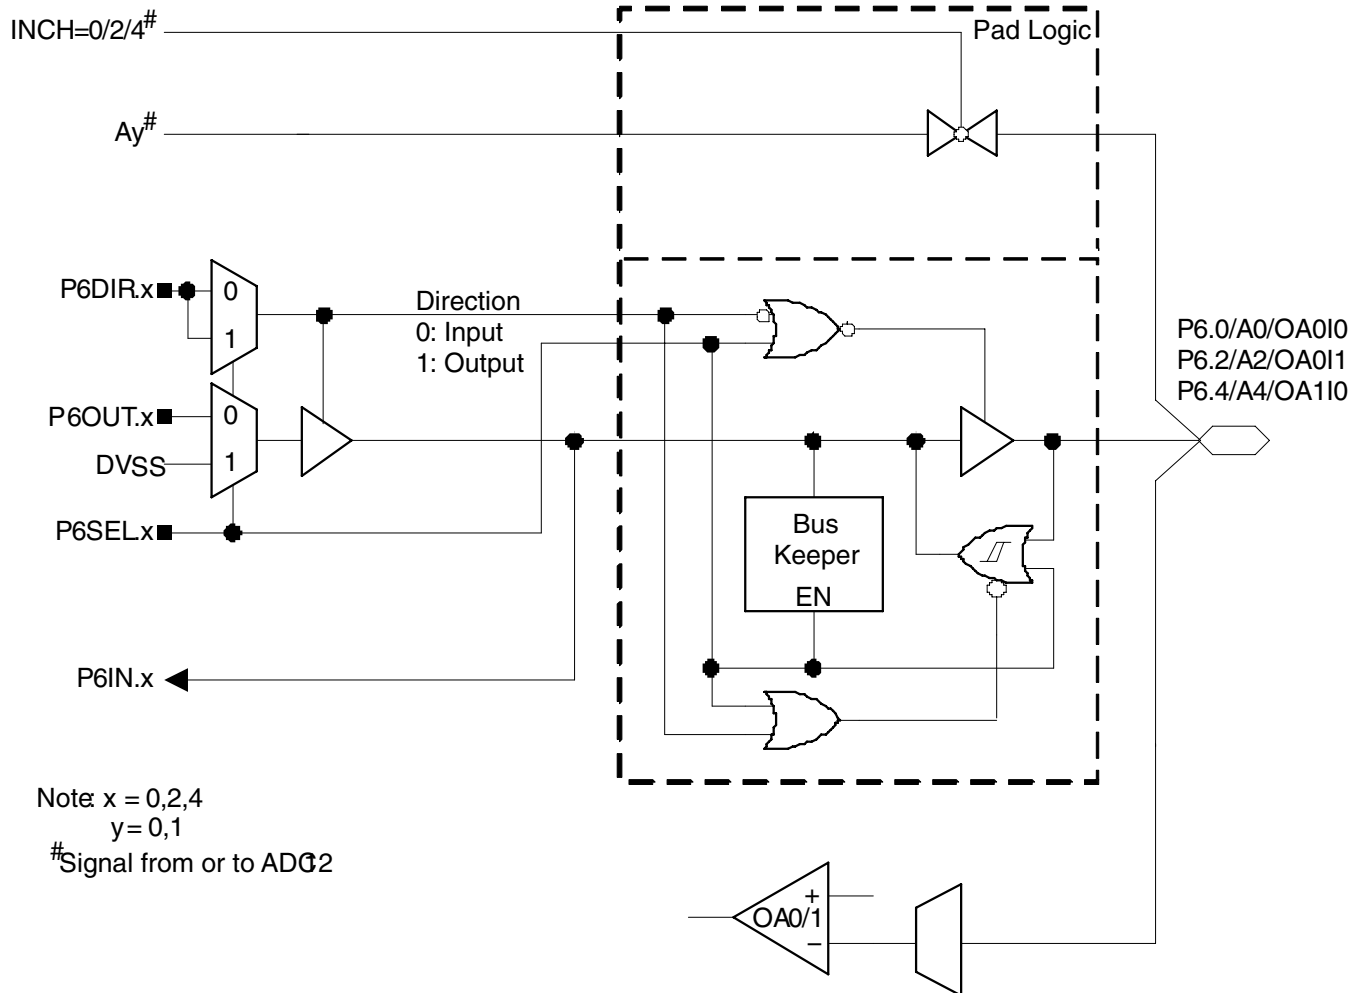 INCH=0/2/4#
Pad Logic
Ay#
P6DIR.x
0
1
Direction
0: Input
1: Output
P6.0/A0/OA0I0
P6.2/A2/OA0I1
P6.4/A4/OA1I0
P6OUT.x
0
DVSS
1
P6SEL.x
Bus
Keeper
EN
P6IN.x
Note: x = 0,2,4
y = 0,1
#Signal from or to ADC12
+
OA0/1
−